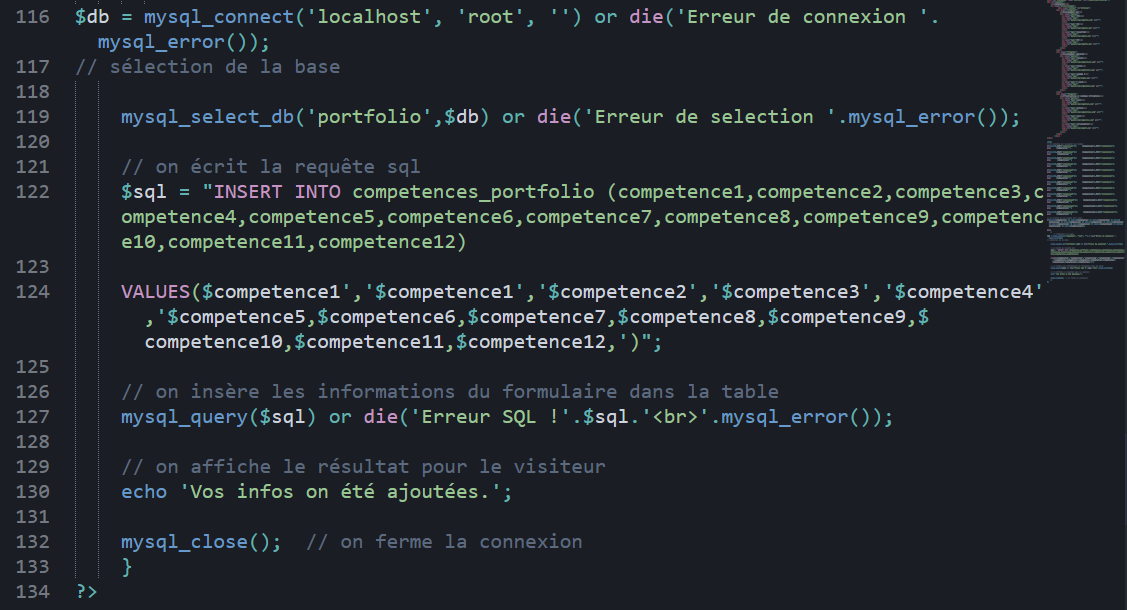 116 $db = mysql_connect('localhost', 'root', '') or die('Erreur de connexion '.
mysql_error());
117 // sélection de la base
118
119 mysql_select_db('portfolio',$db) or die('Erreur de selection '.mysql_error());
120
121 // on écrit la requête sql
122 $sql = "INSERT INTO competences_portfolio (competence1,competence2,competence3,c
ompetence4,competence5,competence6,competence7,competence8,competence9,competenc
e10,competence11,competence12)
123
124 VALUES($competence1','$competence1','$competence2','$competence3','$competence4'
,'$competence5,$competence6,$competence7,$competence8,$competence9,$
competence10,$competence11,$competence12,')";
125
126 // on insère les informations du formulaire dans la table
127 mysql_query($sql) or die('Erreur SQL !'.$sql.'<br>'.mysql_error());
128
129 // on affiche le résultat pour le visiteur
130 echo 'Vos infos on été ajoutées.';
131
132 mysql_close();  // on ferme la connexion
133 }
134 ?>